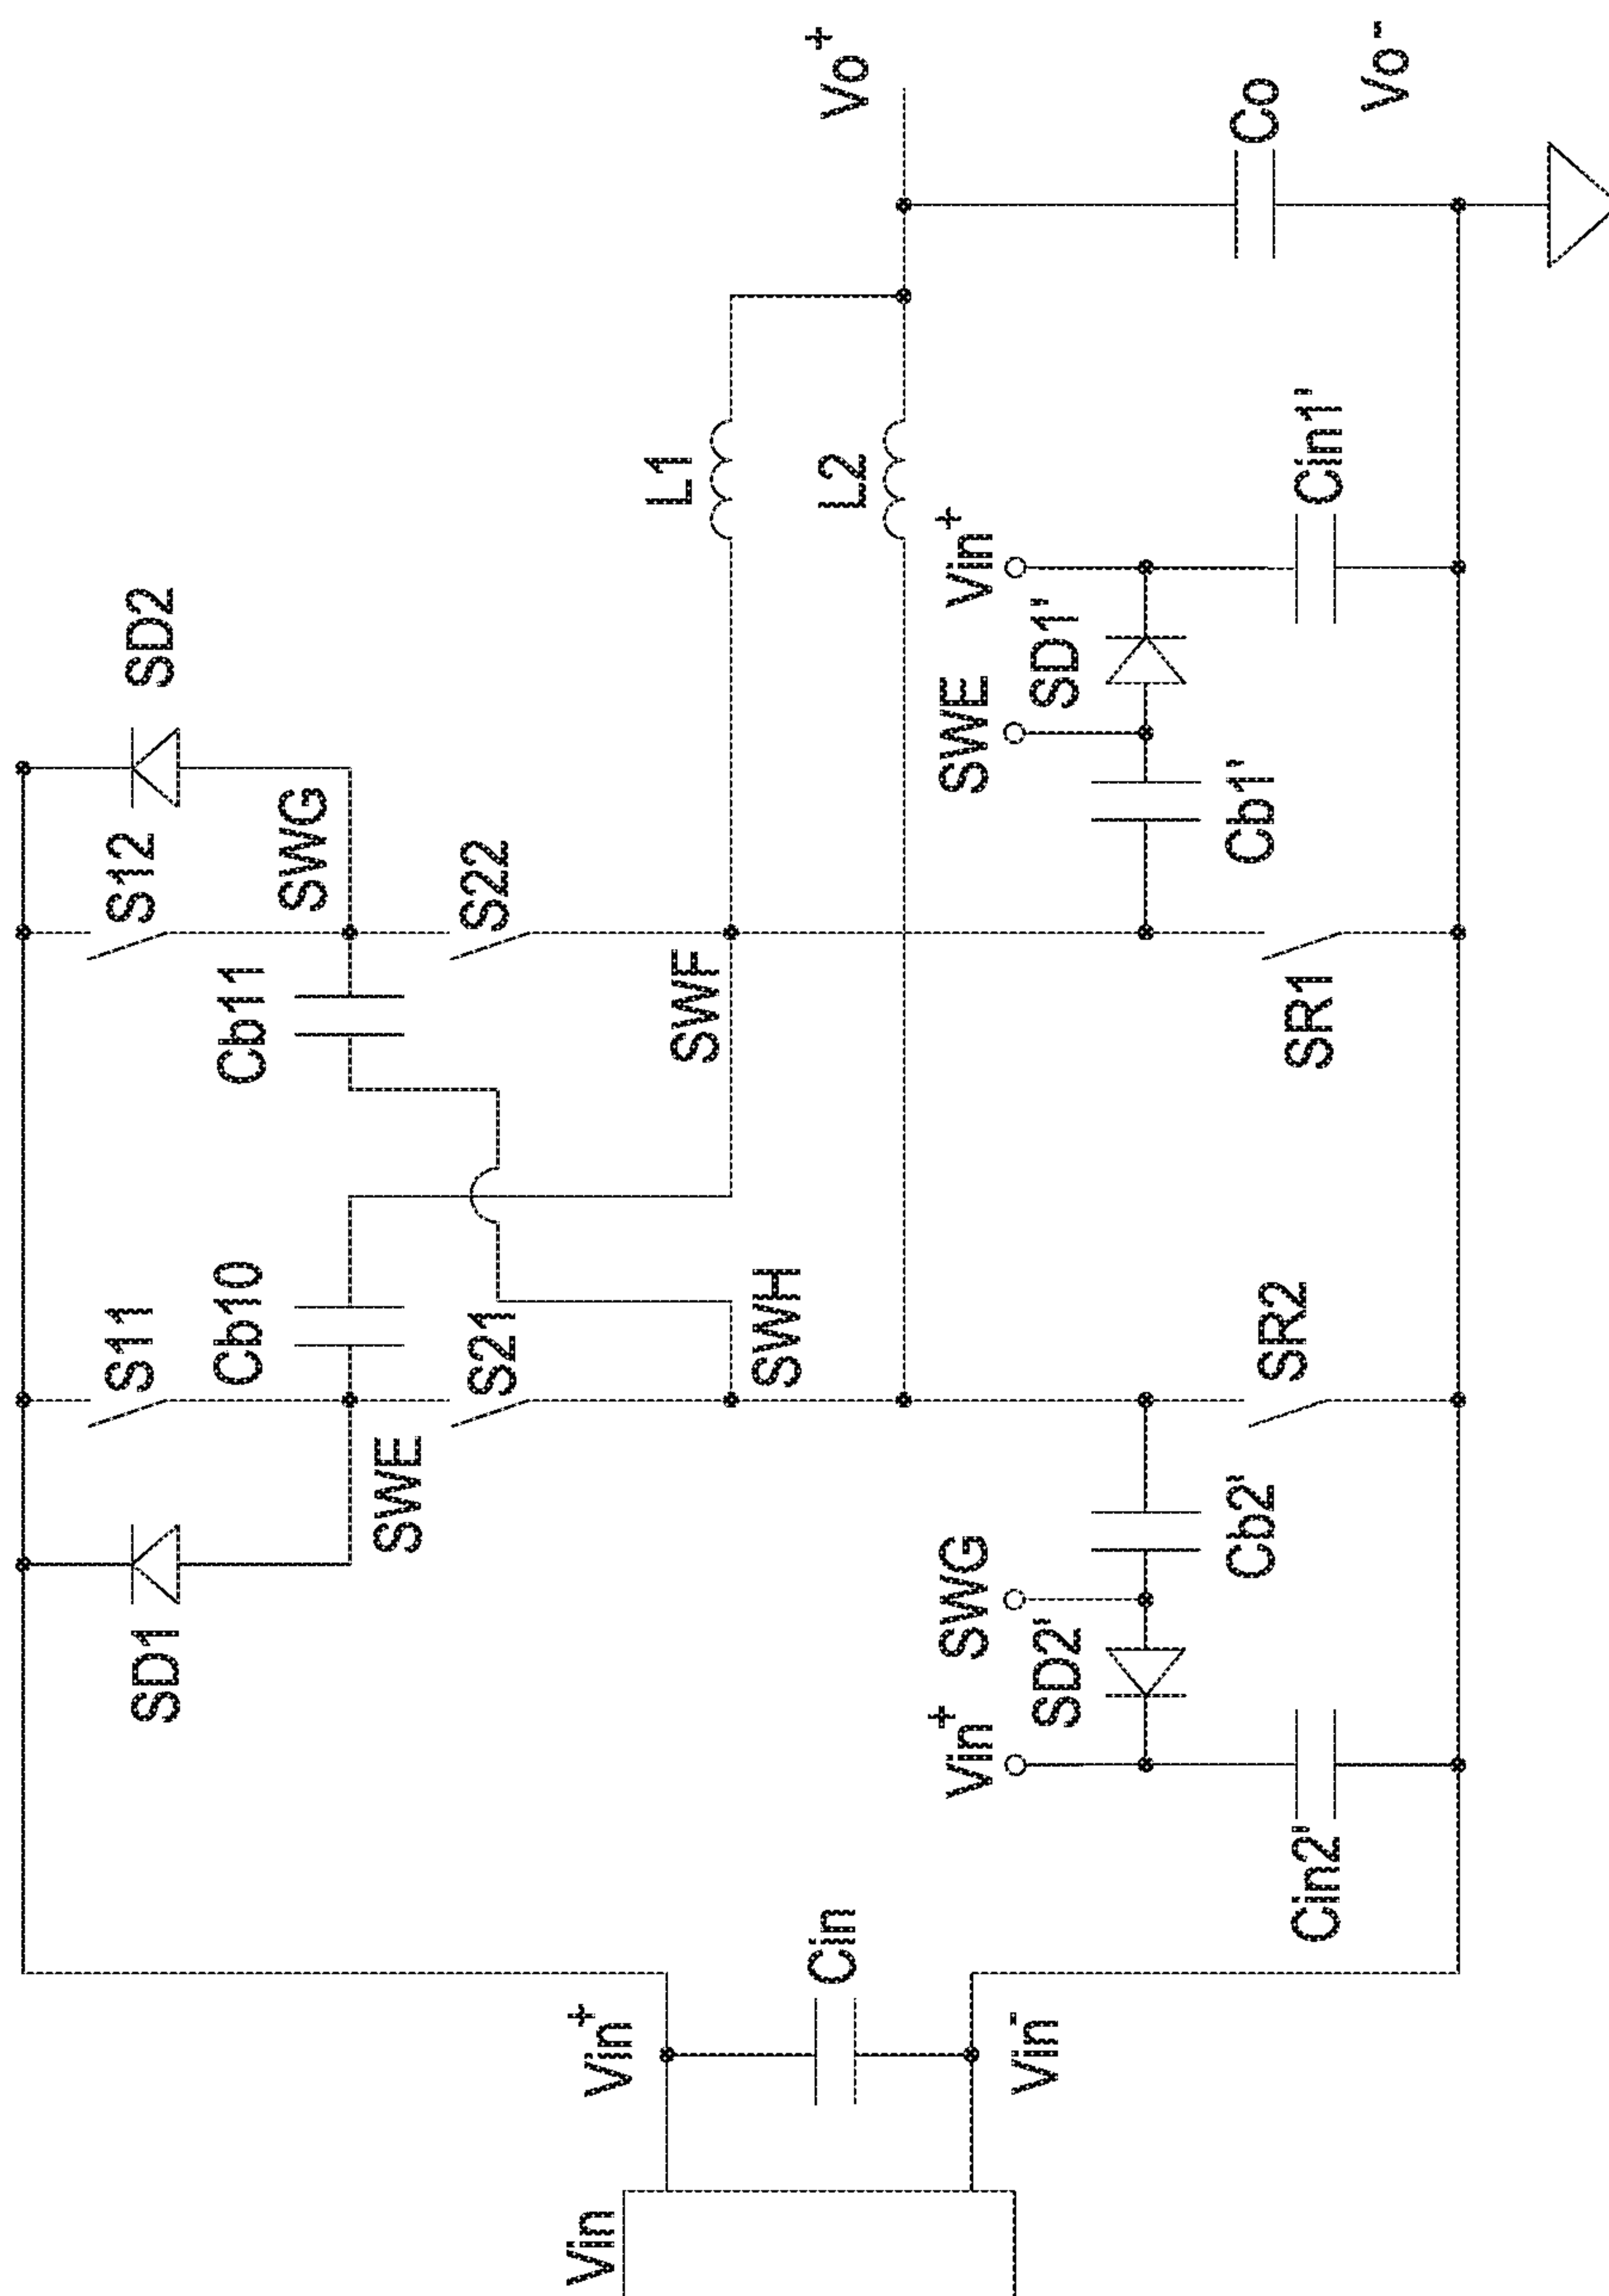 SD1
S11
S12
SD2
Cb10
Cb11
SWG
SWE
S21
S22
L1
Vo+
SWF
SWH
L2
Vin
Vin+
Cin
Vin-
Vin+
SWG
SWE
Vin+
SD2'
SD1'
Cb2'
SR2
Cb1'
Co
Cin2'
SR1
Cin1'
Vo-